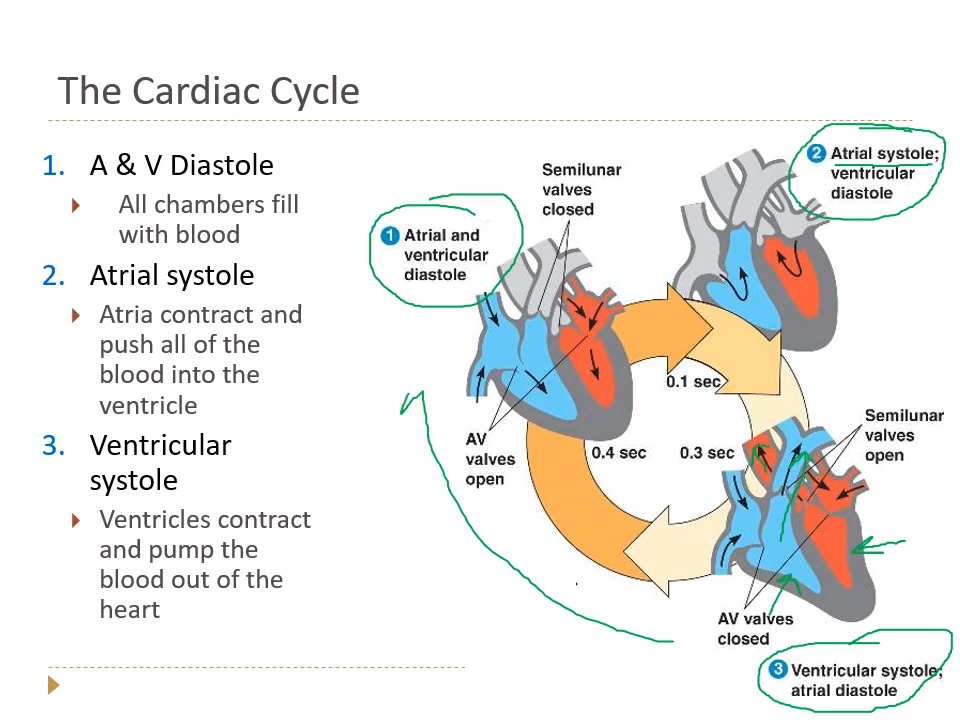 The Cardiac Cycle
1. A & V Diastole
All chambers fill
with blood
2. Atrial systole
Atria contract and
push all of the
blood into the
ventricle
3. Ventricular
systole
Ventricles contract
and pump the
blood out of the
heart
Semilunar
valves
closed
1 Atrial and
ventricular
diastole
2 Atrial systole;
ventricular
diastole
0.1 sec
Semilunar
valves
open
AV
valves
open
0.4 sec
0.3 sec
AV valves
closed
3 Ventricular systole;
atrial diastole